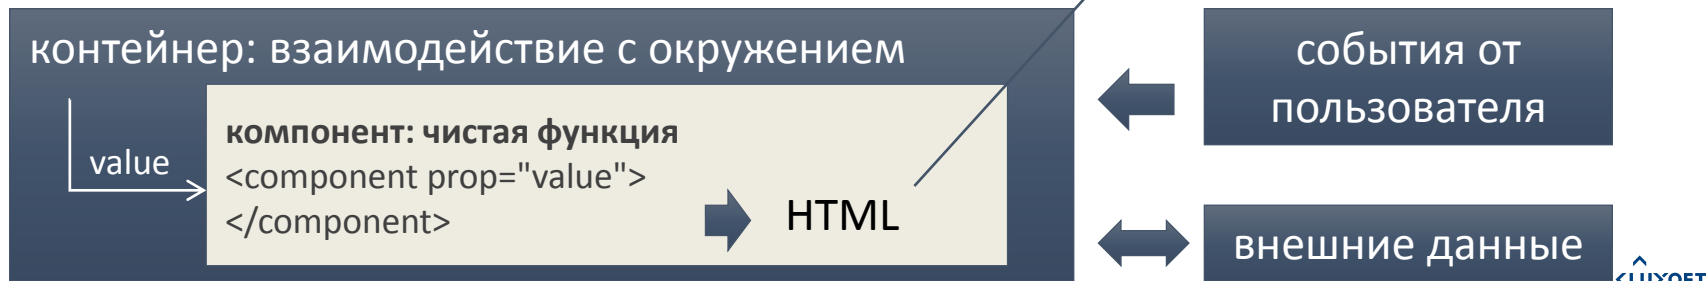 контейнер: взаимодействие с окружением
value
компонент: чистая функция
<component prop="value">
</component>
HTML
события от
пользователя
внешние данные